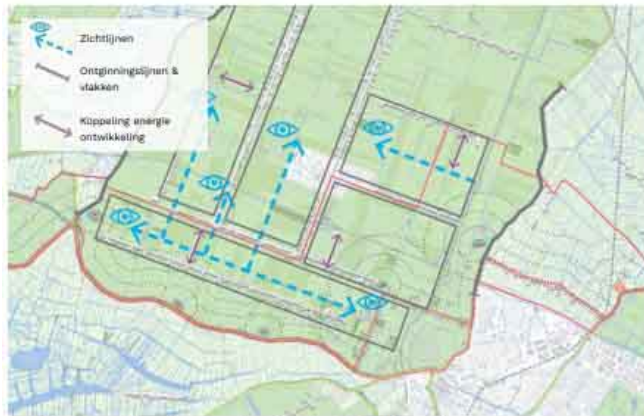 Zichtlijnen
Ontginningslijnen &
vlakken
Koppeling energie
ontwikkeling